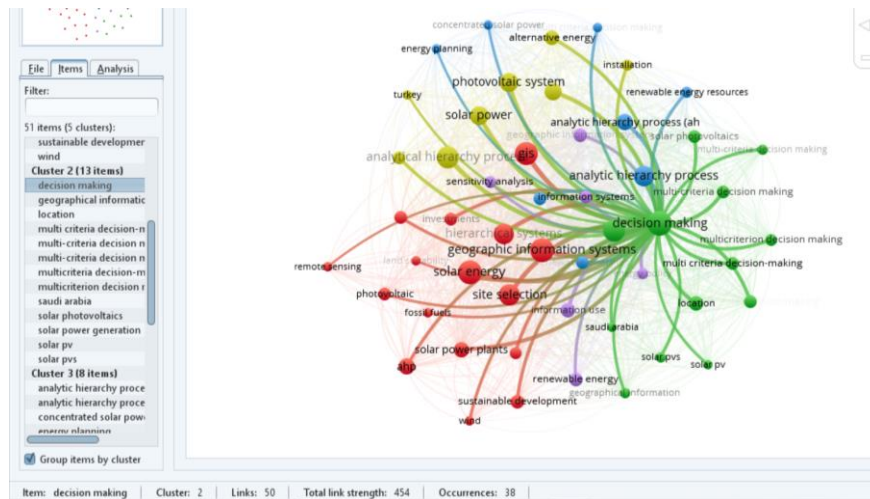 File Items Analysis
Filter:
51 items (5 clusters):
sustainable developmer
wind
Cluster 2 (13 items)
decision making
geographical informatic
location
multi criteria decision-n
multi-criteria decision n
multi-criteria decision n
multicriteria decision-m
multicriterion decision r
saudi arabia
solar photovoltaics
solar power generation
solar pv
solar pvs
Cluster 3 (8 items)
analytic hierarchy proce
analytic hierarchy proce
concentrated solar pow
energy planning
Group items by cluster
concentrated solar power
decision making
alternative energy
energy planning
installation
photovoltaic system
turkey
renewable energy resources
solar power
analytic hierarchy process (ah
geographic information
solar photovoltaics
multi-criteria decision making
analytical hierarchy process
gis
sensitivity analysis
analytic hierarchy process
information systems
multi-criteria decision making
investments
decision making
hierarchical systems
multicriterion decision making
geographic information systems
remote sensing
solar energy
multi criteria decision-making
photovoltaic
site selection
location
fossil fuels
information use
saudi arabia
solar power plants
solar pvs
solar pv
ahp
renewable energy
geographical information
sustainable development
wind
Item: decision making Cluster: 2 Links: 50 Total link strength: 454 Occurrences: 38